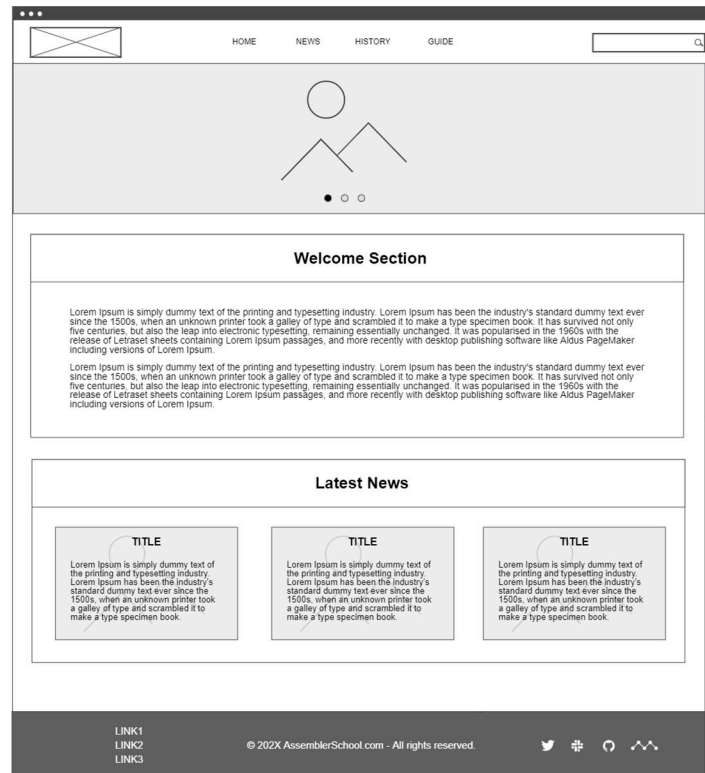 HOME NEWS HISTORY GUIDE
Welcome Section
Lorem Ipsum is simply dummy text of the printing and typesetting industry. Lorem Ipsum has been the industry's standard dummy text ever
since the 1500s, when an unknown printer took a galley of type and scrambled it to make a type specimen book. It has survived not only
five centuries, but also the leap into electronic typesetting, remaining essentially unchanged. It was popularised in the 1960s with the
release of Letraset sheets containing Lorem Ipsum passages, and more recently with desktop publishing software like Aldus PageMaker
including versions of Lorem Ipsum.
Lorem Ipsum is simply dummy text of the printing and typesetting industry. Lorem Ipsum has been the industry's standard dummy text ever
since the 1500s, when an unknown printer took a galley of type and scrambled it to make a type specimen book. It has survived not only
five centuries, but also the leap into electronic typesetting, remaining essentially unchanged. It was popularised in the 1960s with the
release of Letraset sheets containing Lorem Ipsum passages, and more recently with desktop publishing software like Aldus PageMaker
including versions of Lorem Ipsum.
Latest News
TITLE
Lorem Ipsum is simply dummy text of
the printing and typesetting industry.
Lorem Ipsum has been the industry's
standard dummy text ever since the
1500s, when an unknown printer took
a galley of type and scrambled it to
make a type specimen book.
TITLE
Lorem Ipsum is simply dummy text of
the printing and typesetting industry.
Lorem Ipsum has been the industry's
standard dummy text ever since the
1500s, when an unknown printer took
a galley of type and scrambled it to
make a type specimen book.
TITLE
Lorem Ipsum is simply dummy text of
the printing and typesetting industry.
Lorem Ipsum has been the industry's
standard dummy text ever since the
1500s, when an unknown printer took
a galley of type and scrambled it to
make a type specimen book.
LINK1
LINK2
LINK3
© 202X AssemblerSchool.com - All rights reserved.